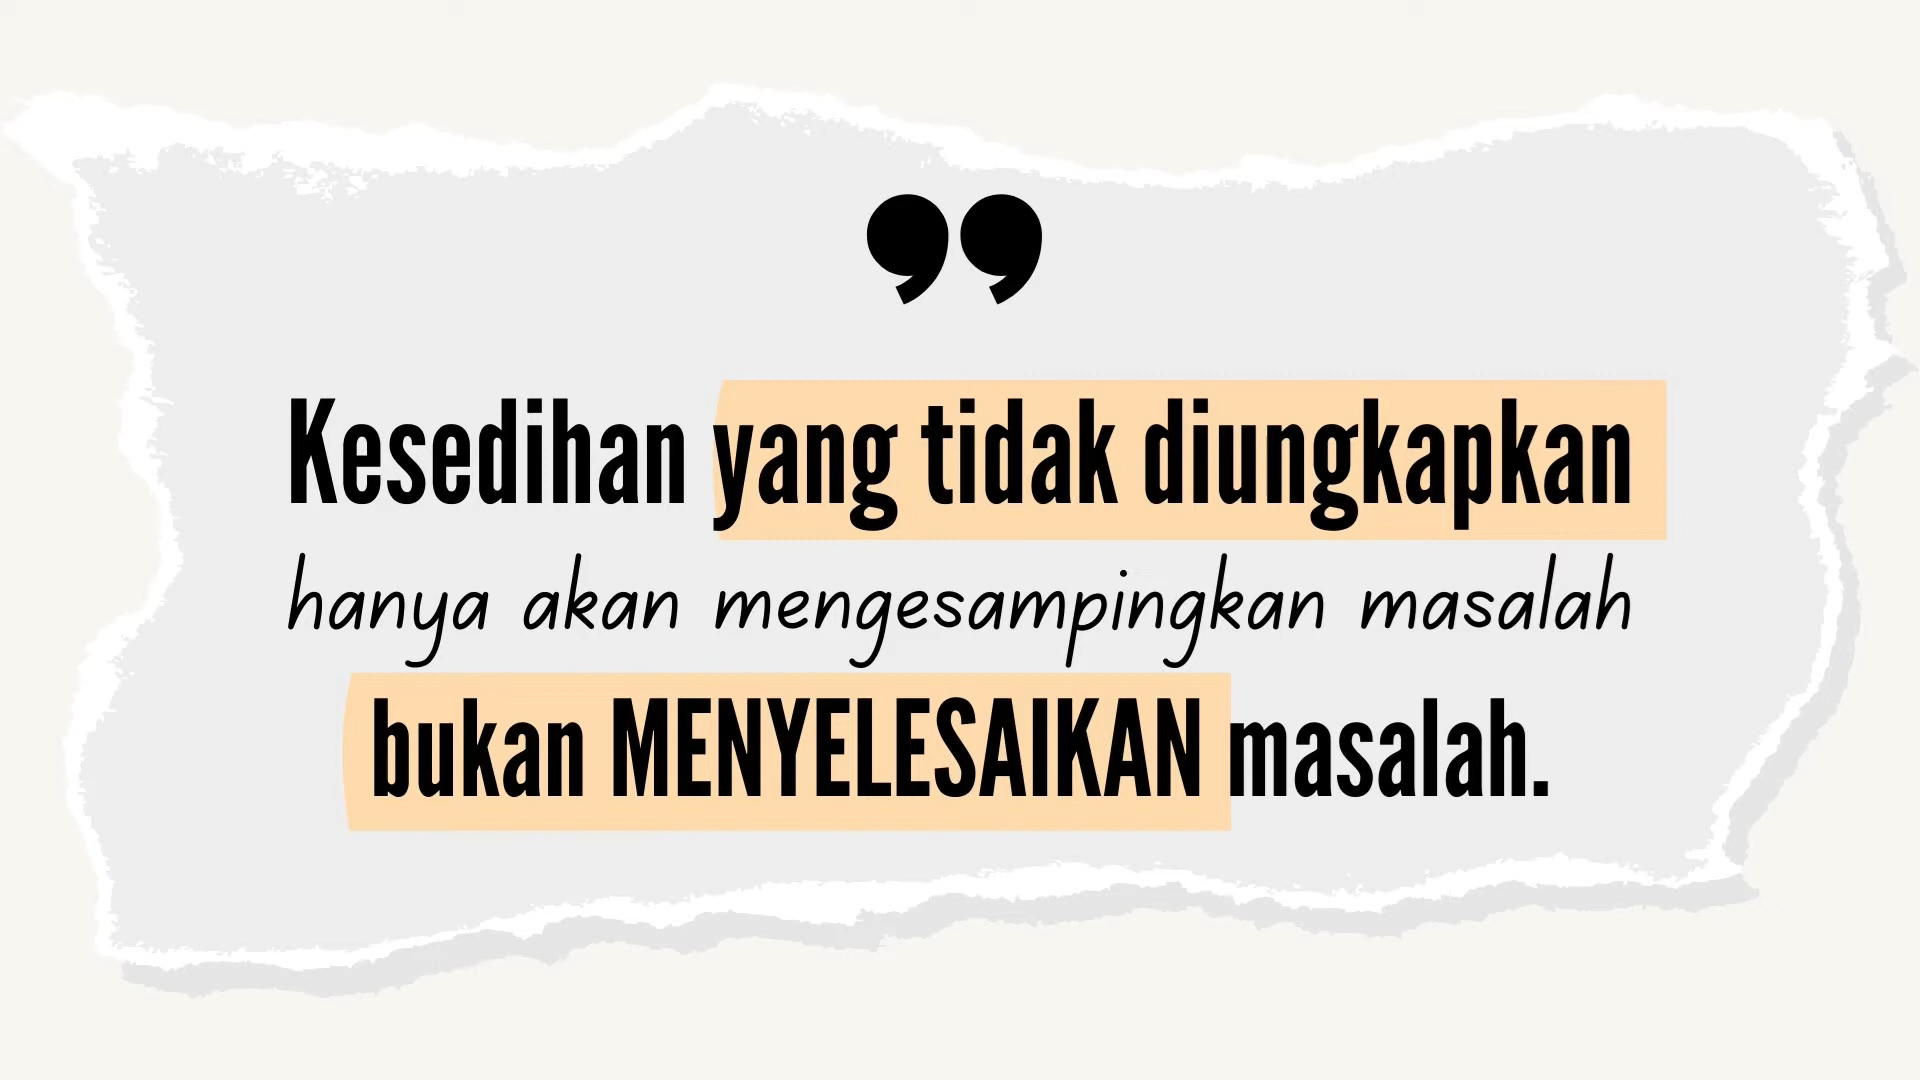 ”
Kesedihan yang tidak diungkapkan
hanya akan mengesampingkan masalah
bukan MENYELESAIKAN masalah.